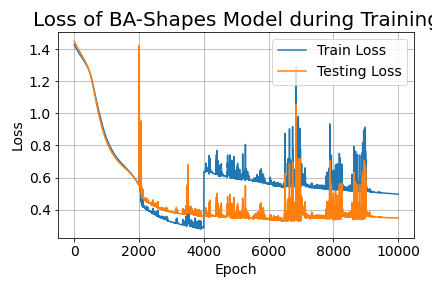 Loss of BA-Shapes Model during Training
Train Loss
Testing Loss
Loss
1.4
1.2
1.0
0.8
0.6
0.4
0
2000
4000
6000
8000
10000
Epoch